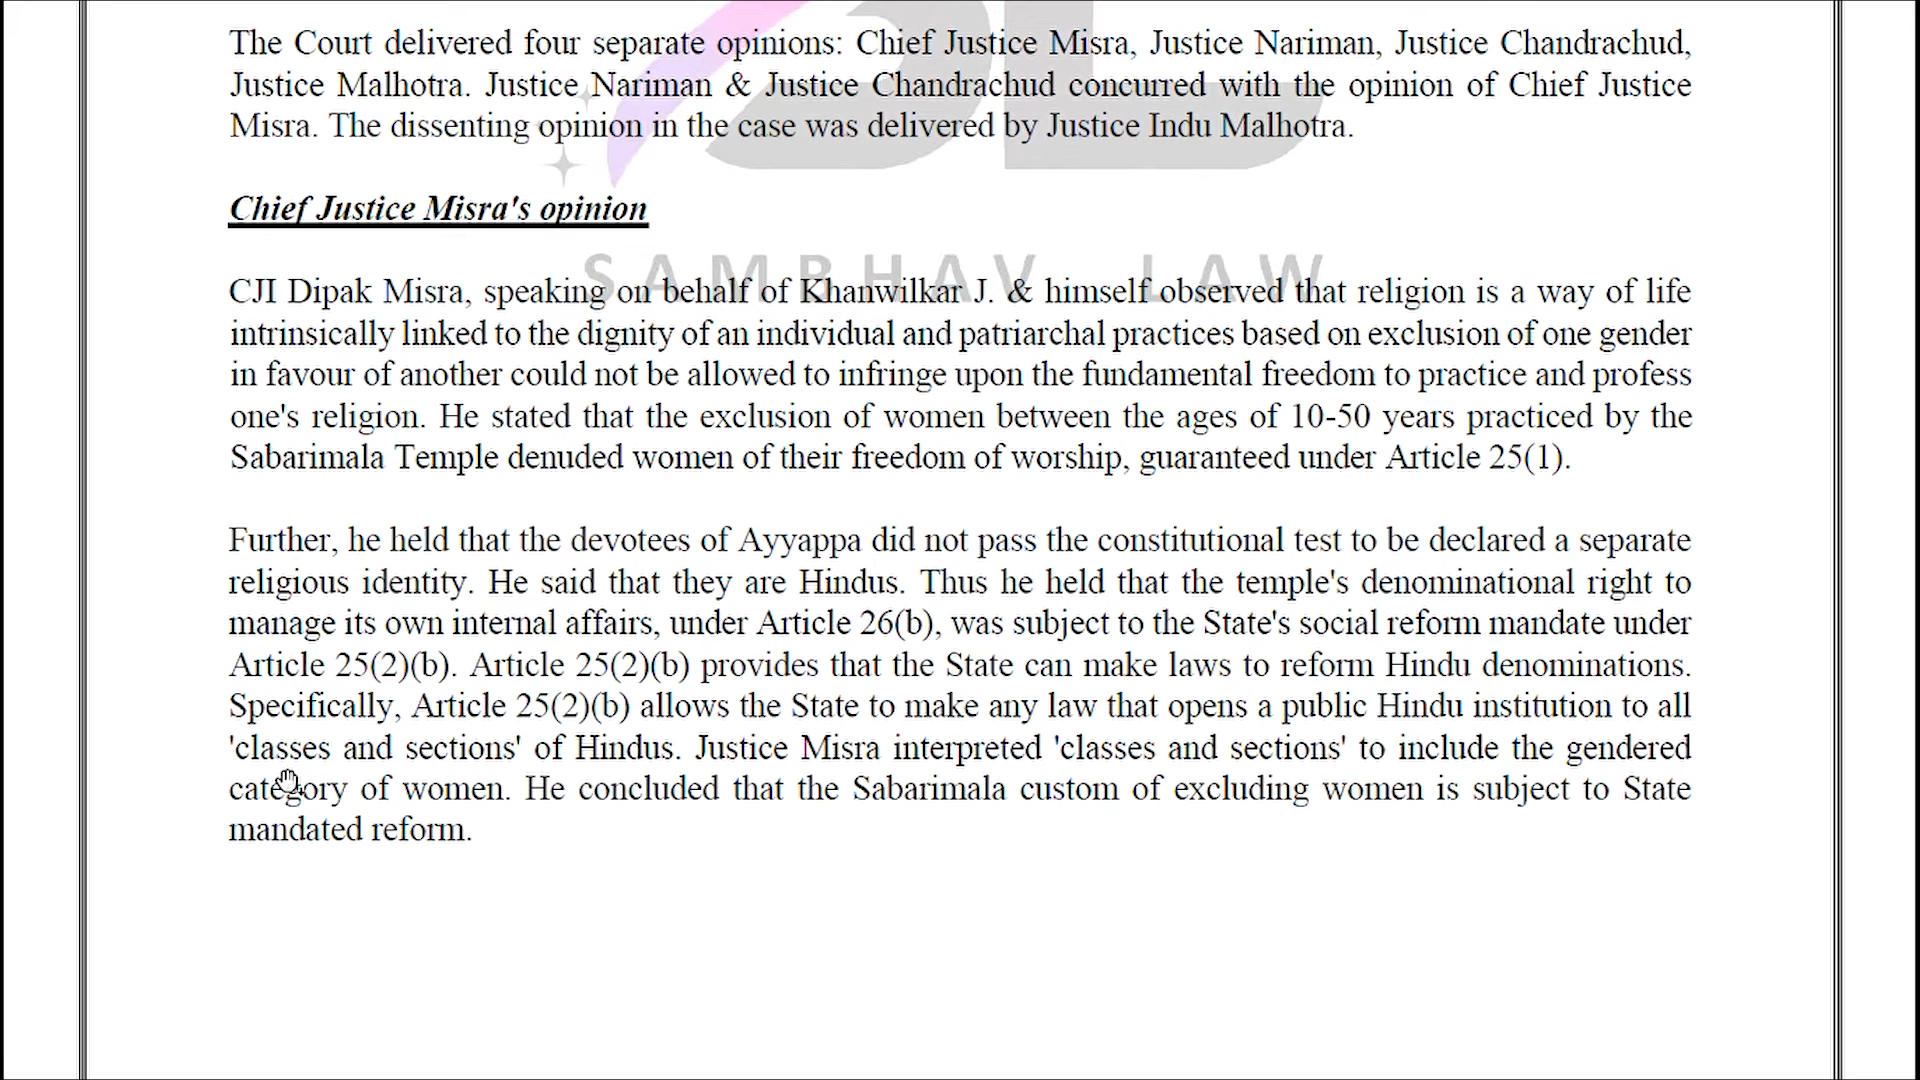 The Court delivered four separate opinions: Chief Justice Misra, Justice Nariman, Justice Chandrachud,
Justice Malhotra. Justice Nariman & Justice Chandrachud concurred with the opinion of Chief Justice
Misra. The dissenting opinion in the case was delivered by Justice Indu Malhotra.
Chief Justice Misra's opinion
SAMBHAV LAW
CJI Dipak Misra, speaking on behalf of Khanwilkar J. & himself observed that religion is a way of life
intrinsically linked to the dignity of an individual and patriarchal practices based on exclusion of one gender
in favour of another could not be allowed to infringe upon the fundamental freedom to practice and profess
one's religion. He stated that the exclusion of women between the ages of 10-50 years practiced by the
Sabarimala Temple denuded women of their freedom of worship, guaranteed under Article 25(1).
Further, he held that the devotees of Ayyappa did not pass the constitutional test to be declared a separate
religious identity. He said that they are Hindus. Thus he held that the temple's denominational right to
manage its own internal affairs, under Article 26(b), was subject to the State's social reform mandate under
Article 25(2)(b). Article 25(2)(b) provides that the State can make laws to reform Hindu denominations.
Specifically, Article 25(2)(b) allows the State to make any law that opens a public Hindu institution to all
'classes and sections' of Hindus. Justice Misra interpreted 'classes and sections' to include the gendered
category of women. He concluded that the Sabarimala custom of excluding women is subject to State
mandated reform.